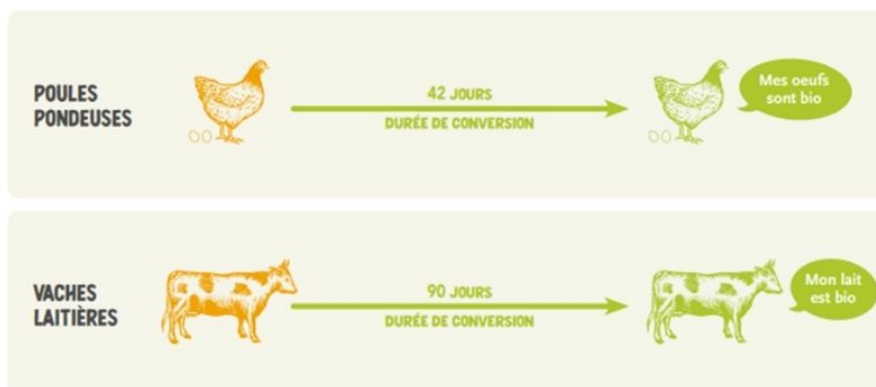 POULES
PONDEUSES
42 JOURS
DURÉE DE CONVERSION
Mes oeufs
sont bio
VACHES
LAITIÈRES
90 JOURS
DURÉE DE CONVERSION
Mon lait
est bio